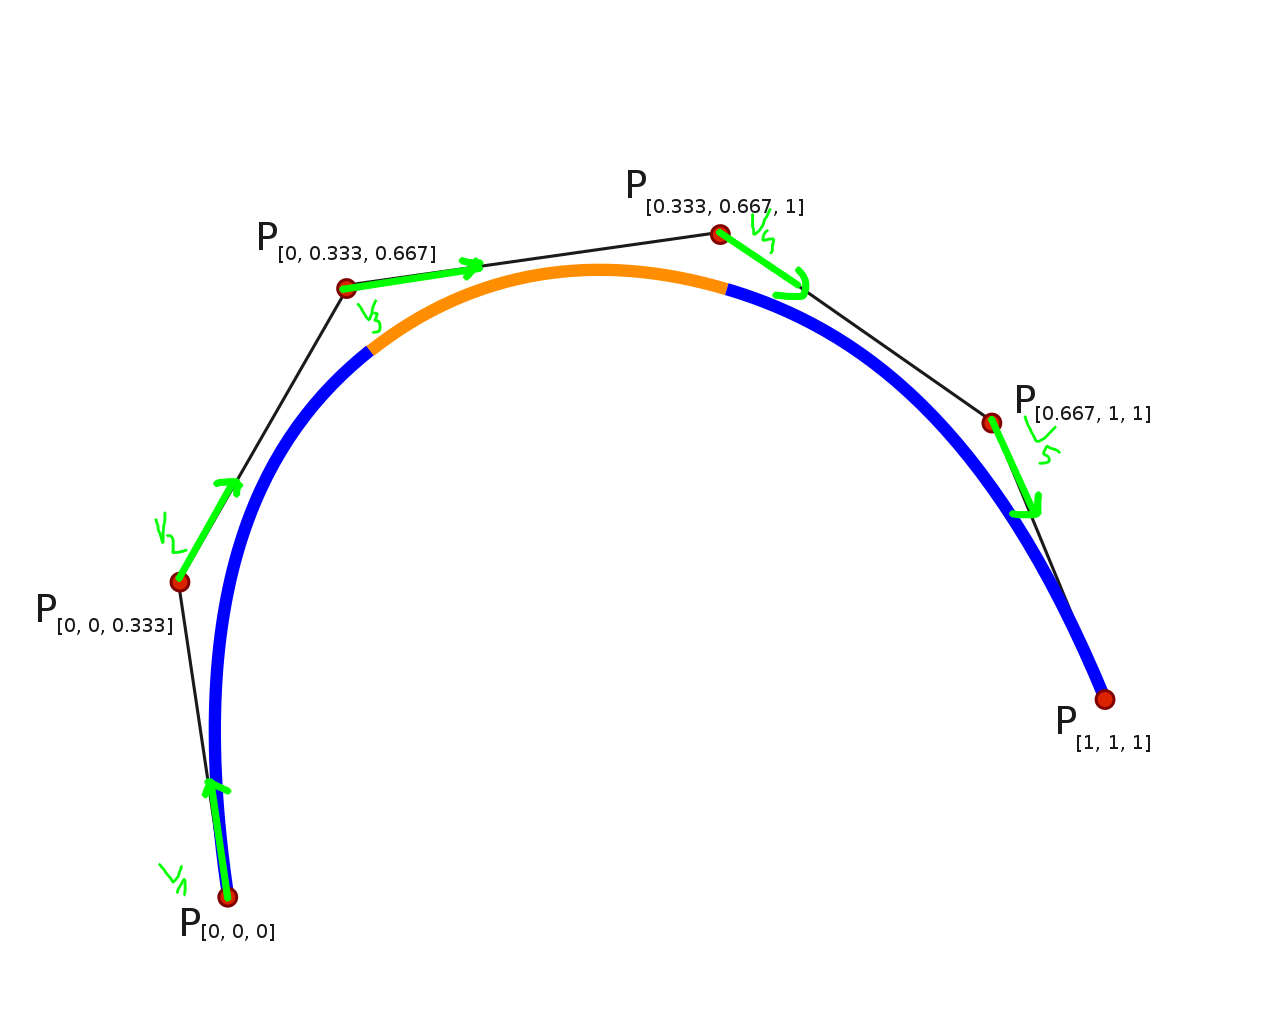 P[0.333, 0.667, 1]
V4
P[0, 0.333, 0.667]
V3
P[0.667, 1, 1]
V5
V2
P[0, 0, 0.333]
P[1, 1, 1]
V1
P[0, 0, 0]